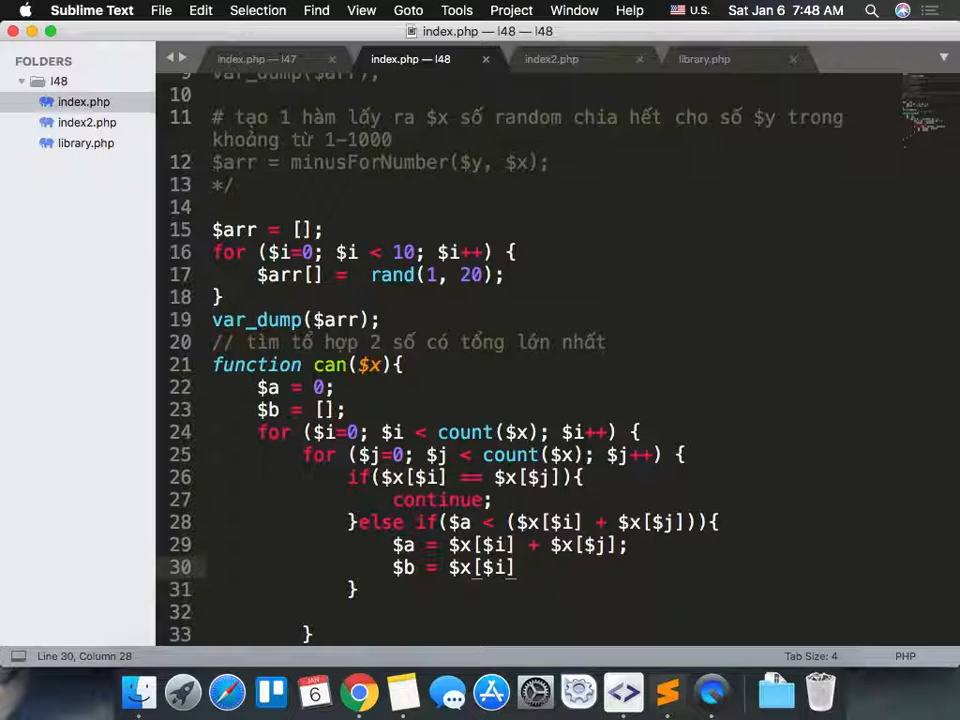 Sublime Text File Edit Selection Find View Goto Tools Project Window Help U.S. Sat Jan 6 7:48 AM
index.php — l48 — l48
FOLDERS
l48
index.php
index2.php
library.php
index.php — l47
index.php — l48
index2.php
library.php
9 var_dump($arr);
10
11 # tạo 1 hàm lấy ra $x số random chia hết cho số $y trong
khoảng từ 1-1000
12 $arr = minusForNumber($y, $x);
13 */
14
15 $arr = [];
16 for ($i=0; $i < 10; $i++) {
17 $arr[] = rand(1, 20);
18 }
19 var_dump($arr);
20 // tìm tổ hợp 2 số có tổng lớn nhất
21 function can($x){
22 $a = 0;
23 $b = [];
24 for ($i=0; $i < count($x); $i++) {
25 for ($j=0; $j < count($x); $j++) {
26 if($x[$i] == $x[$j]){
27 continue;
28 }else if($a < ($x[$i] + $x[$j])){
29 $a = $x[$i] + $x[$j];
30 $b = $x[$i]
31 }
32
33 }
Line 30, Column 28 Tab Size: 4 PHP
JAN
6